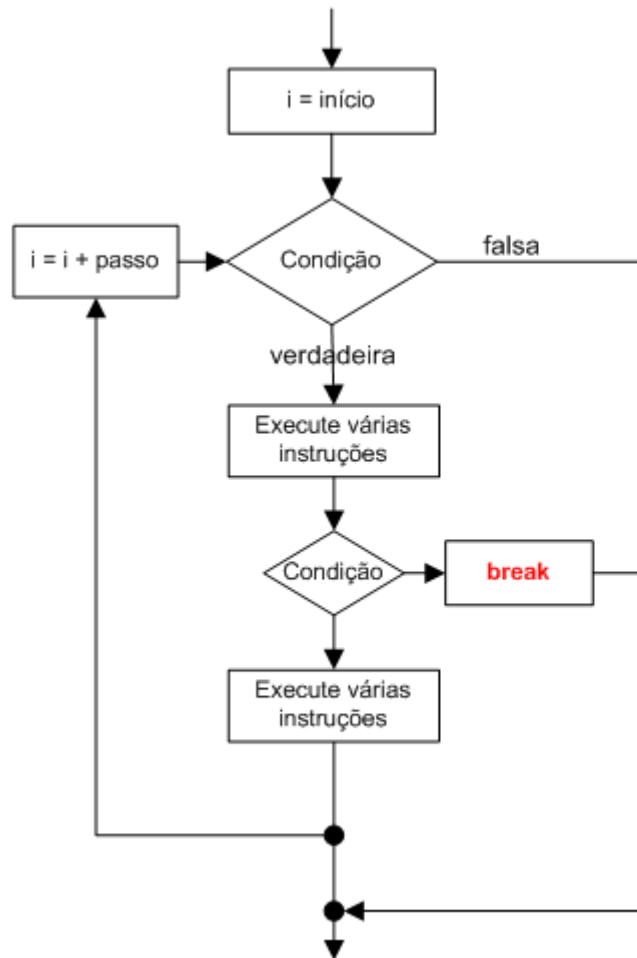 i = início
i = i + passo
Condição
falsa
verdadeira
Execute várias
instruções
Condição
break
Execute várias
instruções